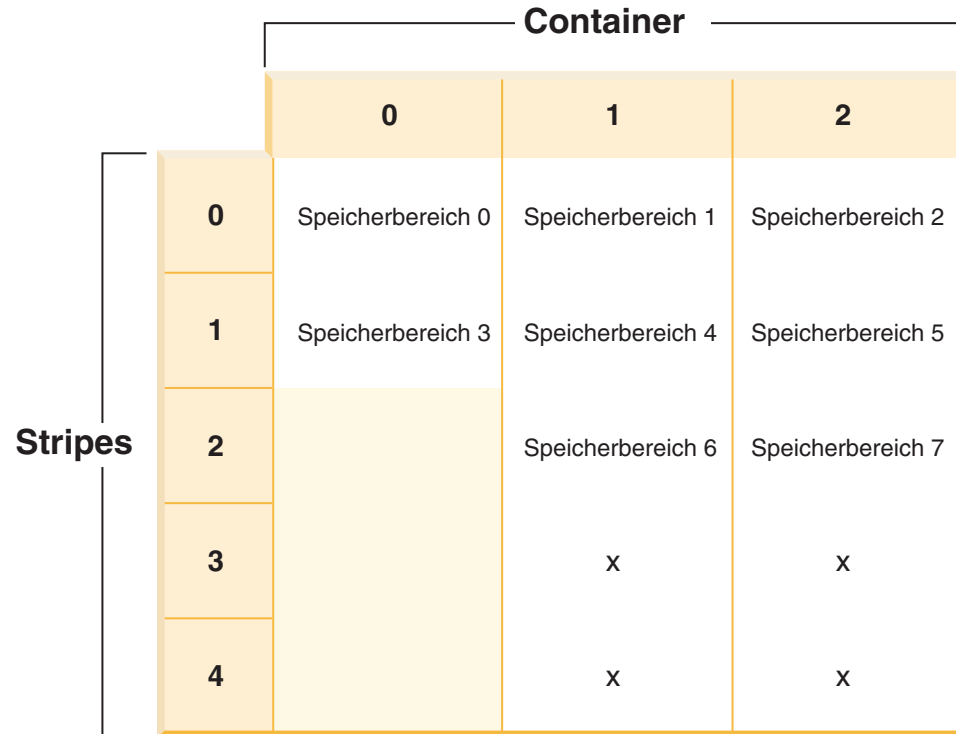 Container
0 1 2
0 Speicherbereich 0 Speicherbereich 1 Speicherbereich 2
1 Speicherbereich 3 Speicherbereich 4 Speicherbereich 5
Stripes 2 Speicherbereich 6 Speicherbereich 7
3 x x
4 x x